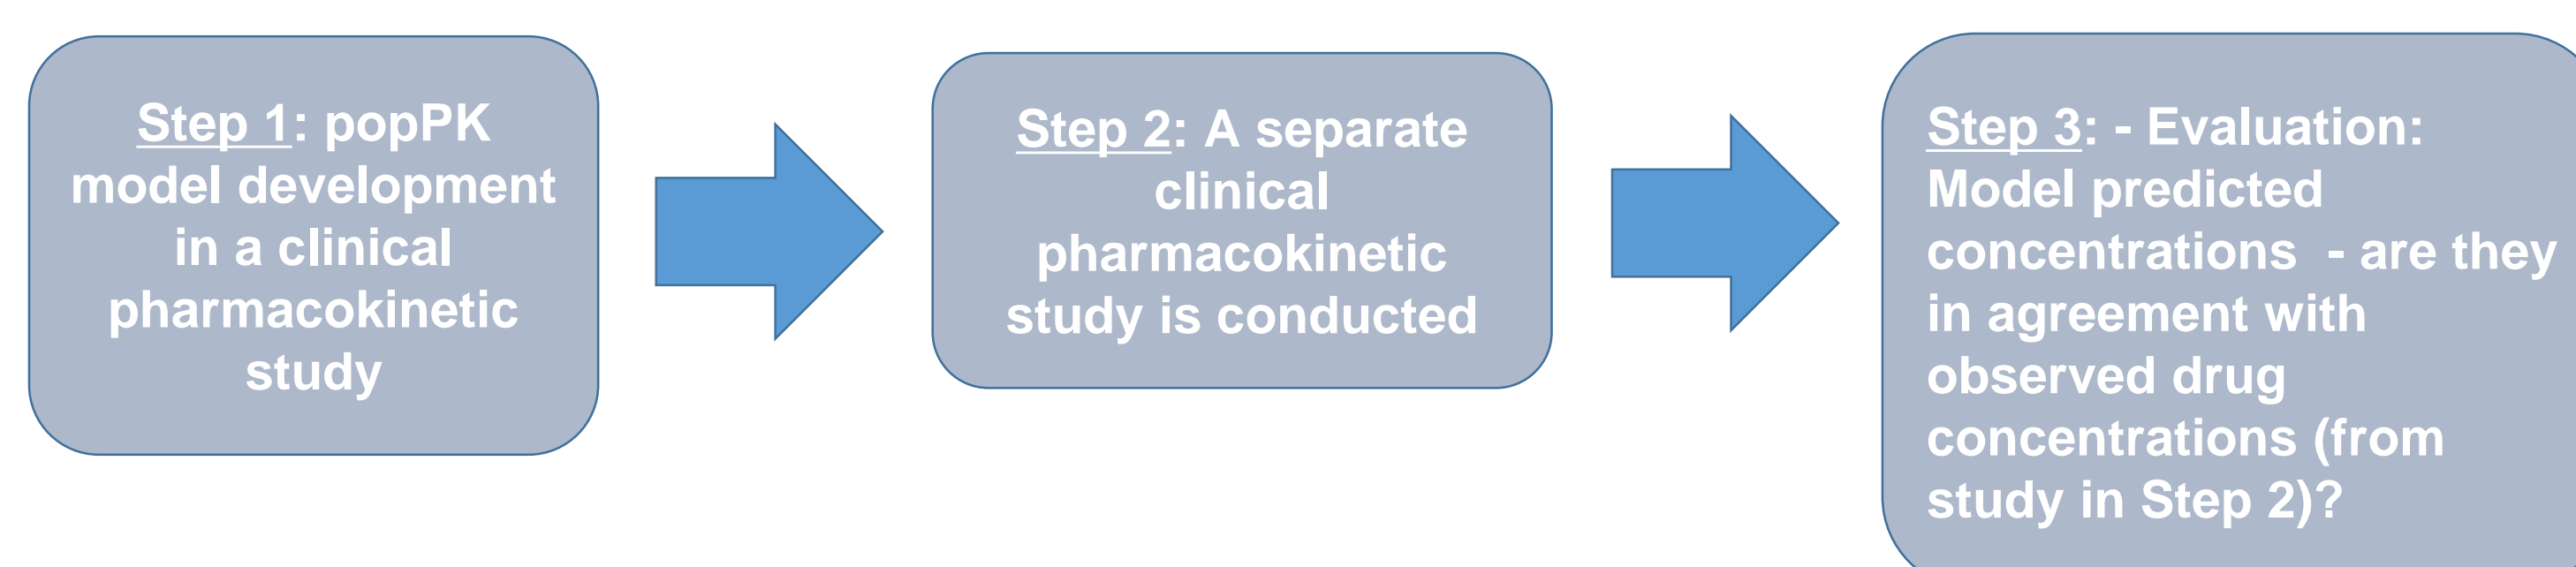 Step 1: popPK
model development
in a clinical
pharmacokinetic
study
Step 2: A separate
clinical
pharmacokinetic
study is conducted
Step 3: - Evaluation:
Model predicted
concentrations  - are they
in agreement with
observed drug
concentrations (from
study in Step 2)?